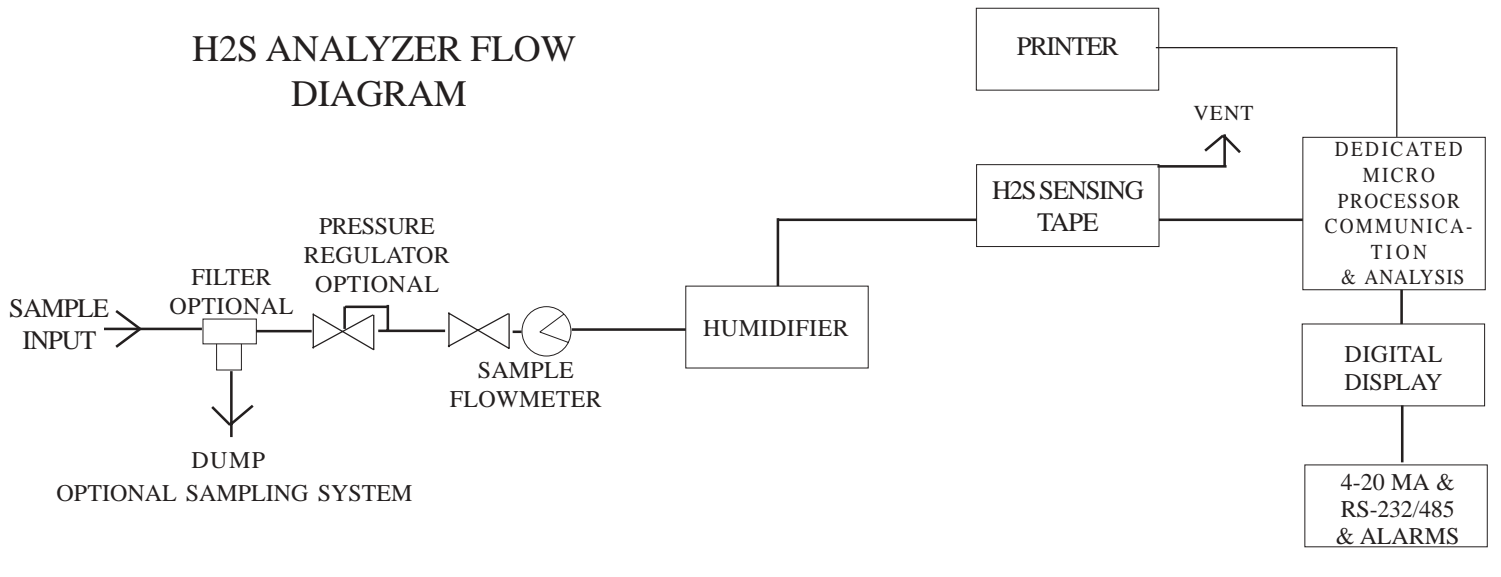 H2S ANALYZER FLOW
DIAGRAM
PRINTER
VENT
DEDICATED
MICRO
PROCESSOR
COMMUNICA-
TION
& ANALYSIS
H2S SENSING
TAPE
PRESSURE
REGULATOR
OPTIONAL
FILTER
OPTIONAL
SAMPLE
INPUT
HUMIDIFIER
SAMPLE
FLOWMETER
DIGITAL
DISPLAY
DUMP
OPTIONAL SAMPLING SYSTEM
4-20 MA &
RS-232/485
& ALARMS